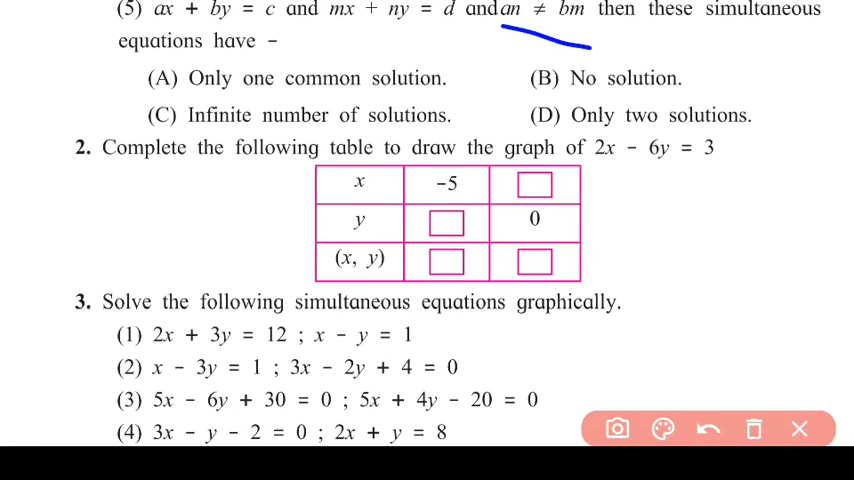 (5) ax + by = c and mx + ny = d and an ≠ bm then these simultaneous
equations have –
(A) Only one common solution. (B) No solution.
(C) Infinite number of solutions. (D) Only two solutions.
2. Complete the following table to draw the graph of 2x – 6y = 3
x –5
y 0
(x, y)
3. Solve the following simultaneous equations graphically.
(1) 2x + 3y = 12 ; x – y = 1
(2) x – 3y = 1 ; 3x – 2y + 4 = 0
(3) 5x – 6y + 30 = 0 ; 5x + 4y – 20 = 0
(4) 3x – y – 2 = 0 ; 2x + y = 8